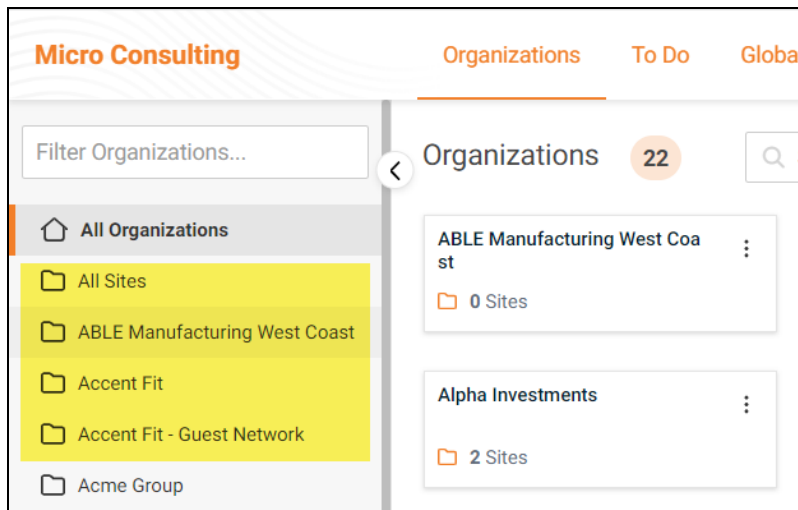 Micro Consulting
Organizations To Do Globa
Filter Organizations...
Organizations 22
All Organizations
All Sites
ABLE Manufacturing West Coast
Accent Fit
Accent Fit - Guest Network
Acme Group
ABLE Manufacturing West Coa
st
0 Sites
Alpha Investments
2 Sites